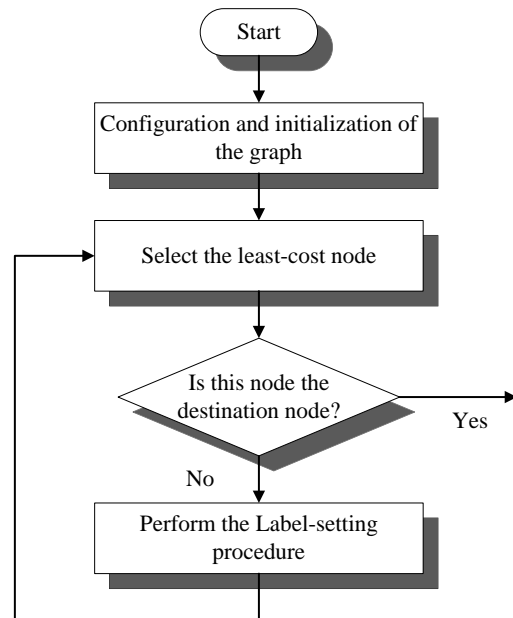 Start
Configuration and initialization of
the graph
Select the least-cost node
Is this node the
destination node?
Yes
No
Perform the Label-setting
procedure